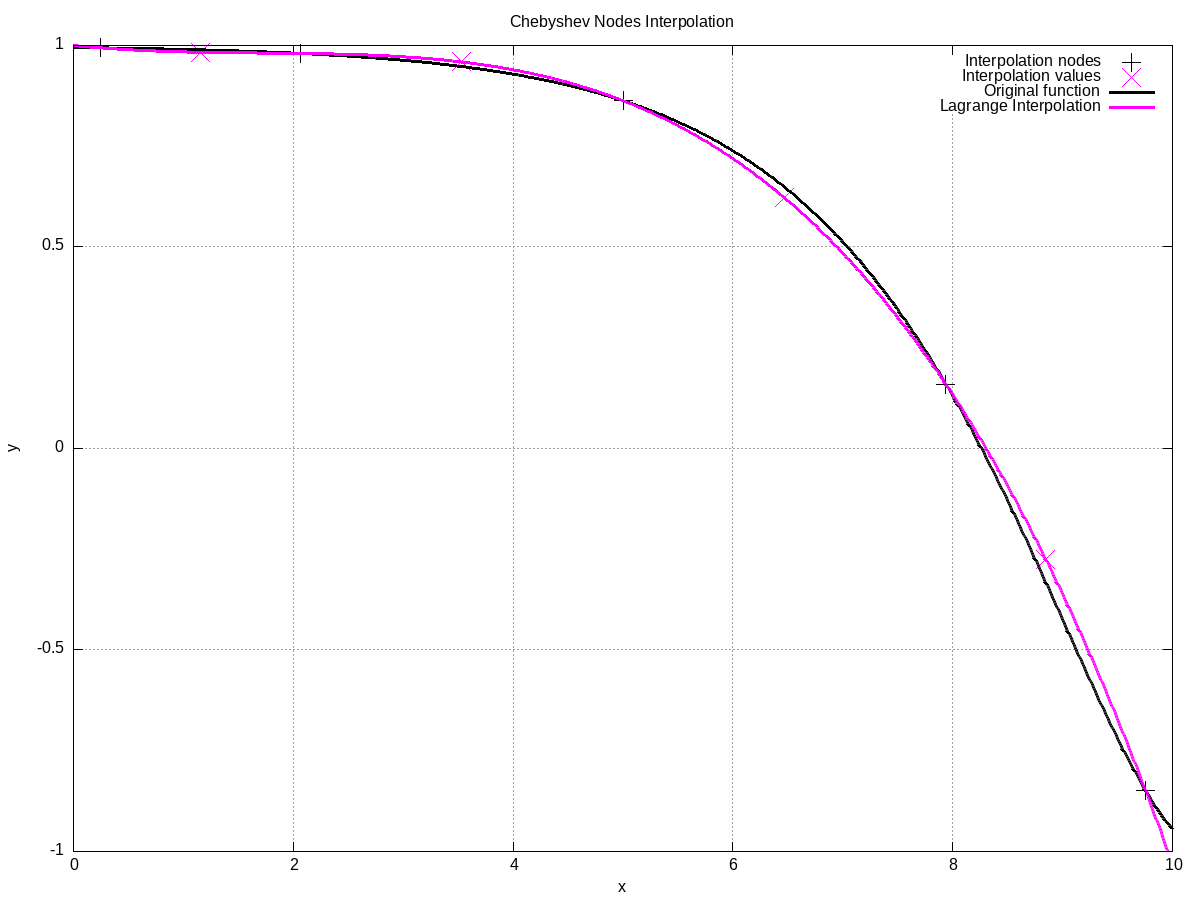 Chebyshev Nodes Interpolation
Interpolation nodes
Interpolation values
Original function
Lagrange Interpolation
1
0.5
0
-0.5
-1
y
0 2 4 6 8 10
x